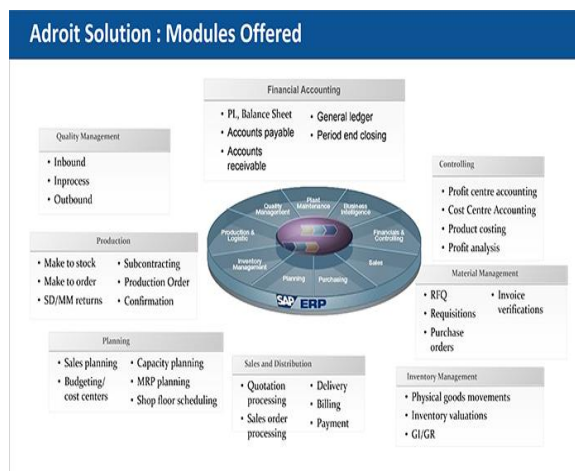 Adroit Solution : Modules Offered
Financial Accounting
• PL, Balance Sheet
• Accounts payable
• Accounts
receivable
• General ledger
• Period end closing
Quality Management
• Inbound
• Inprocess
• Outbound
Controlling
• Profit centre accounting
• Cost Centre Accounting
• Product costing
• Profit analysis
Plant
Maintenance
Quality
Management
Business
Intelligence
Production &
Logistic
Financials &
Controlling
Inventory
Management
Sales
Planning
Purchasing
SAP ERP
Production
• Make to stock
• Make to order
• SD/MM returns
• Subcontracting
• Production Order
• Confirmation
Material Management
• RFQ
• Requisitions
• Purchase
orders
• Invoice
verifications
Planning
• Sales planning
• Budgeting/
cost centers
• Capacity planning
• MRP planning
• Shop floor scheduling
Sales and Distribution
• Quotation
processing
• Sales order
processing
• Delivery
• Billing
• Payment
Inventory Management
• Physical goods movements
• Inventory valuations
• GI/GR